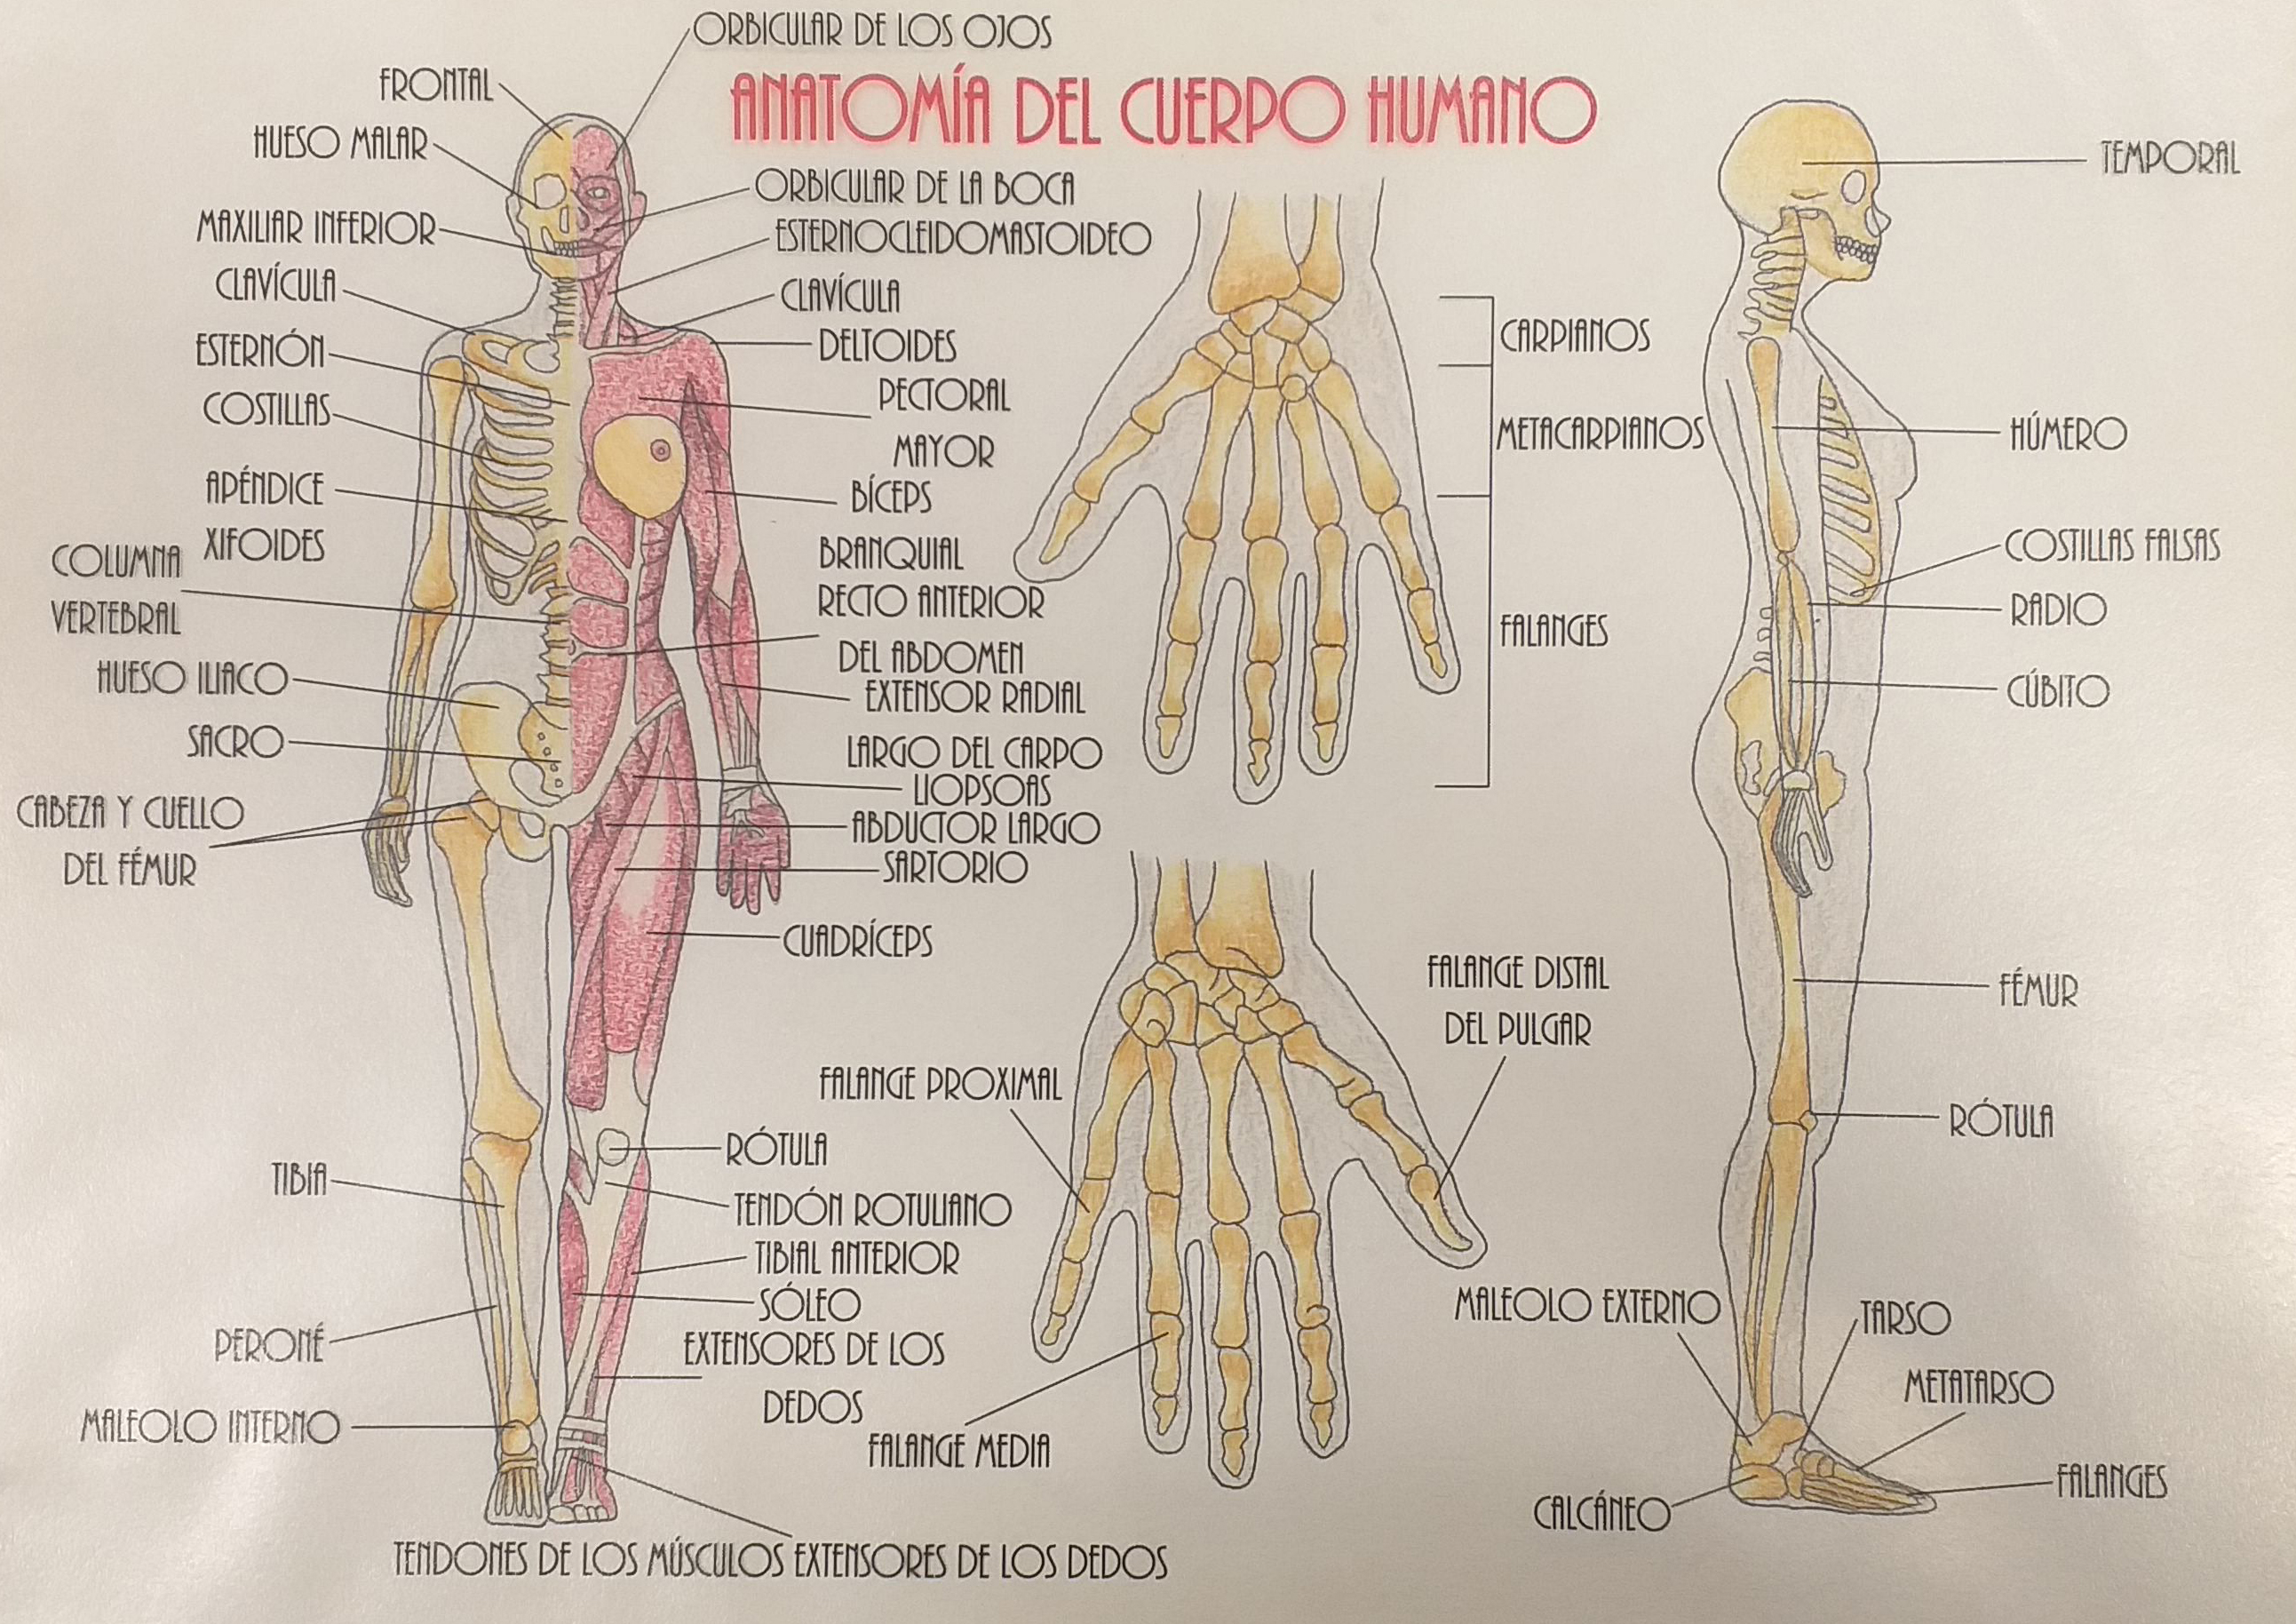 ORBICULAR DE LOS OJOS
ANATOMÍA DEL CUERPO HUMANO
FRONTAL
HUESO MALAR
MAXILIAR INFERIOR
CLAVÍCULA
ESTERNÓN
COSTILLAS
APÉNDICE
XIFOIDES
COLUMNA
VERTEBRAL
HUESO ILIACO
SACRO
CABEZA Y CUELLO
DEL FÉMUR
TIBIA
PERONÉ
MALEOLO INTERNO
ORBICULAR DE LA BOCA
ESTERNOCLEIDOMASTOIDEO
CLAVÍCULA
DELTOIDES
PECTORAL
MAYOR
BÍCEPS
BRANQUIAL
RECTO ANTERIOR
DEL ABDOMEN
EXTENSOR RADIAL
LARGO DEL CARPO
LIOPSOAS
ABDUCTOR LARGO
SARTORIO
CUADRÍCEPS
RÓTULA
TENDÓN ROTULIANO
TIBIAL ANTERIOR
SÓLEO
EXTENSORES DE LOS
DEDOS
TENDONES DE LOS MÚSCULOS EXTENSORES DE LOS DEDOS
CARPIANOS
METACARPIANOS
FALANGES
FALANGE DISTAL
DEL PULGAR
FALANGE PROXIMAL
FALANGE MEDIA
TEMPORAL
HÚMERO
COSTILLAS FALSAS
RADIO
CÚBITO
FÉMUR
RÓTULA
MALEOLO EXTERNO
TARSO
METATARSO
FALANGES
CALCÁNEO